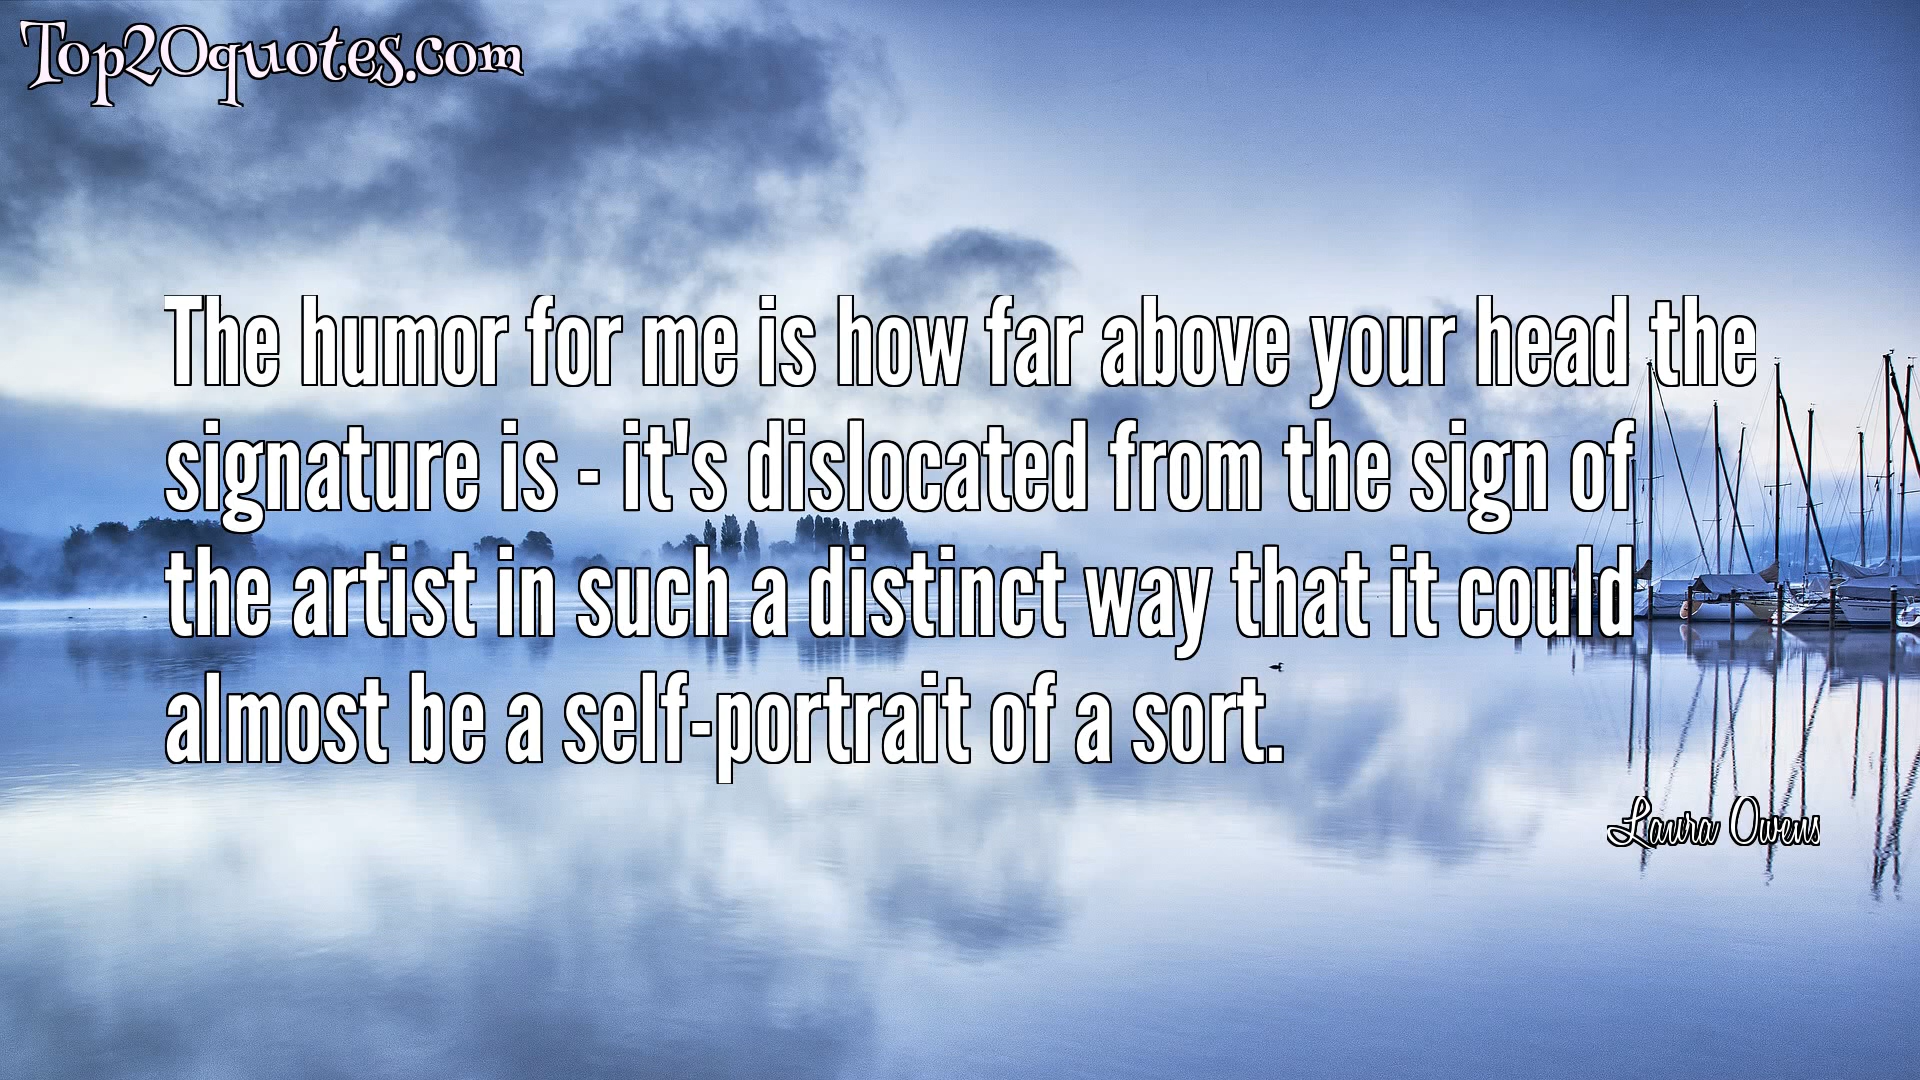 Top20quotes.com
The humor for me is how far above your head the
signature is - it's dislocated from the sign of
the artist in such a distinct way that it could
almost be a self-portrait of a sort.
Laura Owens